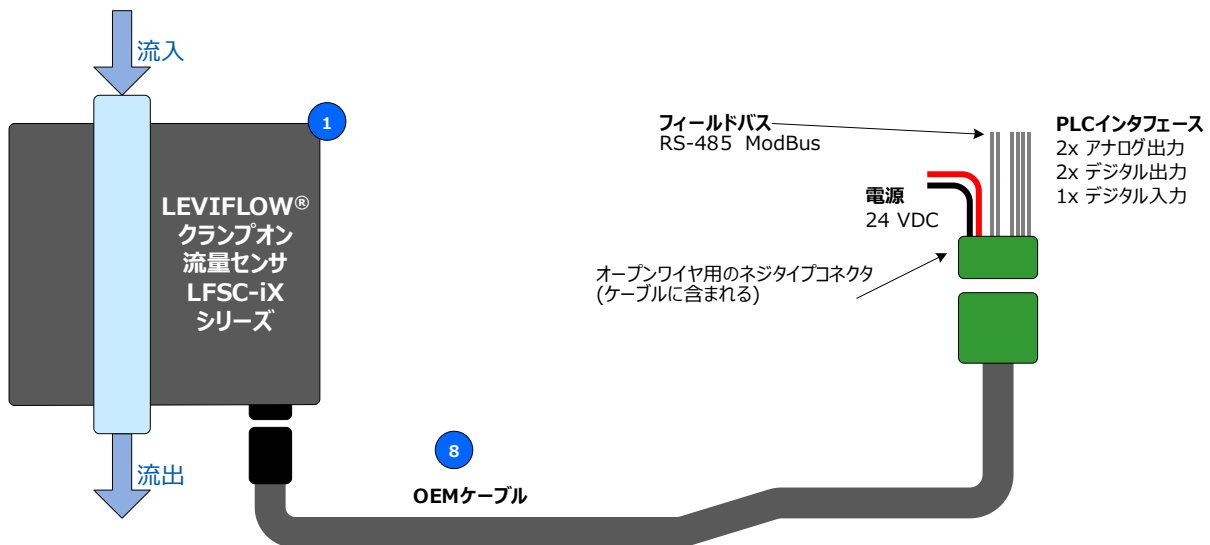 流入
1
LEVIFLOW®
クランプオン
流量センサ
LFSC-iX
シリーズ
フィールドバス
RS-485 ModBus
PLCインタフェース
2x アナログ出力
2x デジタル出力
1x デジタル入力
電源
24 VDC
オープンワイヤ用のネジタイプコネクタ
(ケーブルに含まれる)
流出
8
OEMケーブル